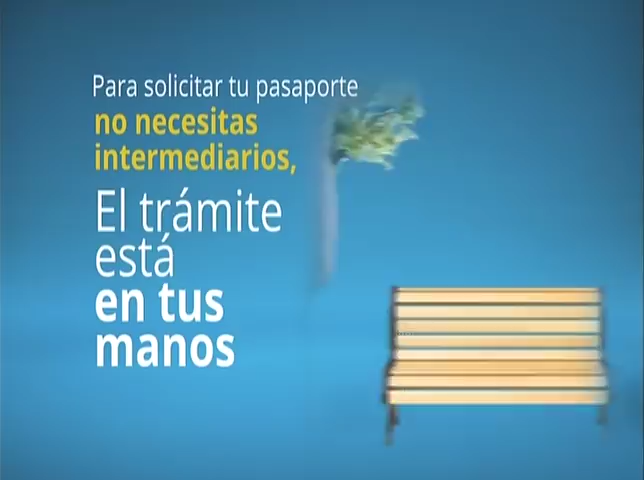 Para solicitar tu pasaporte
no necesitas
intermediarios,
El trámite
está
en tus
manos